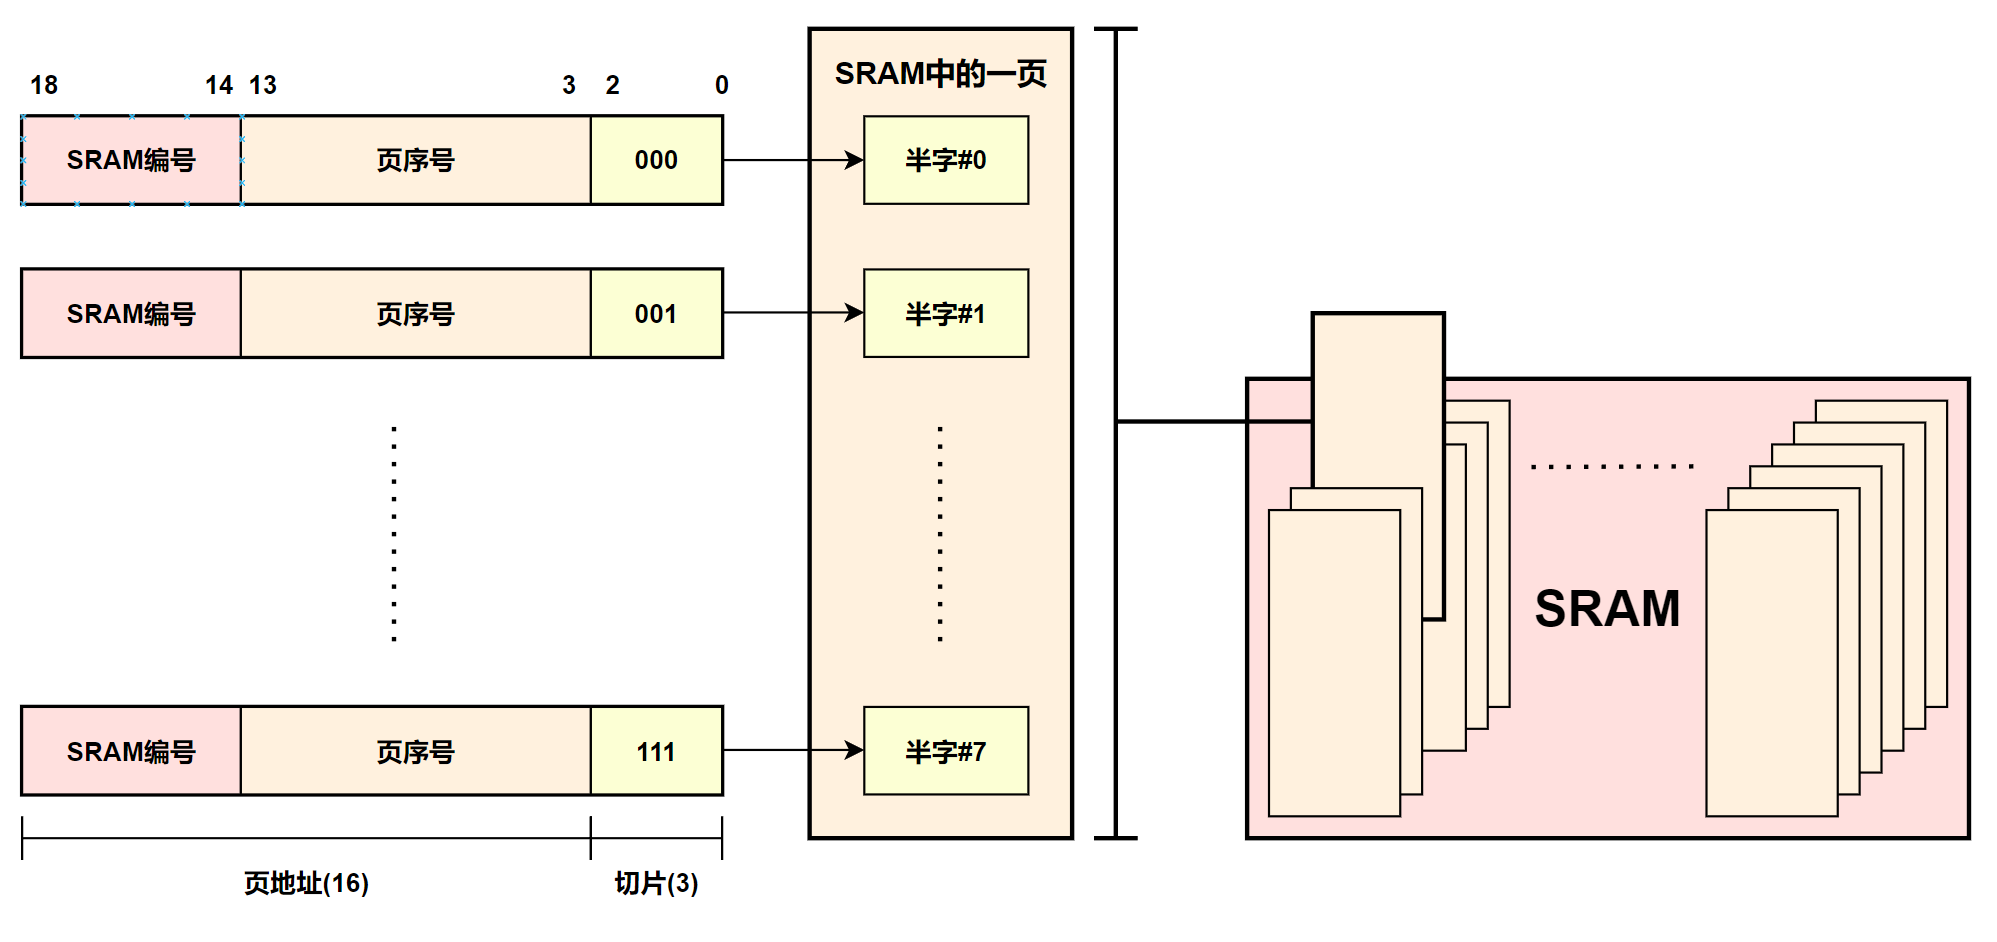 18 14 13 3 2 0
SRAM中的一页
SRAM编号 页序号 000 半字#0
SRAM编号 页序号 001 半字#1
SRAM
SRAM编号 页序号 111 半字#7
页地址(16) 切片(3)